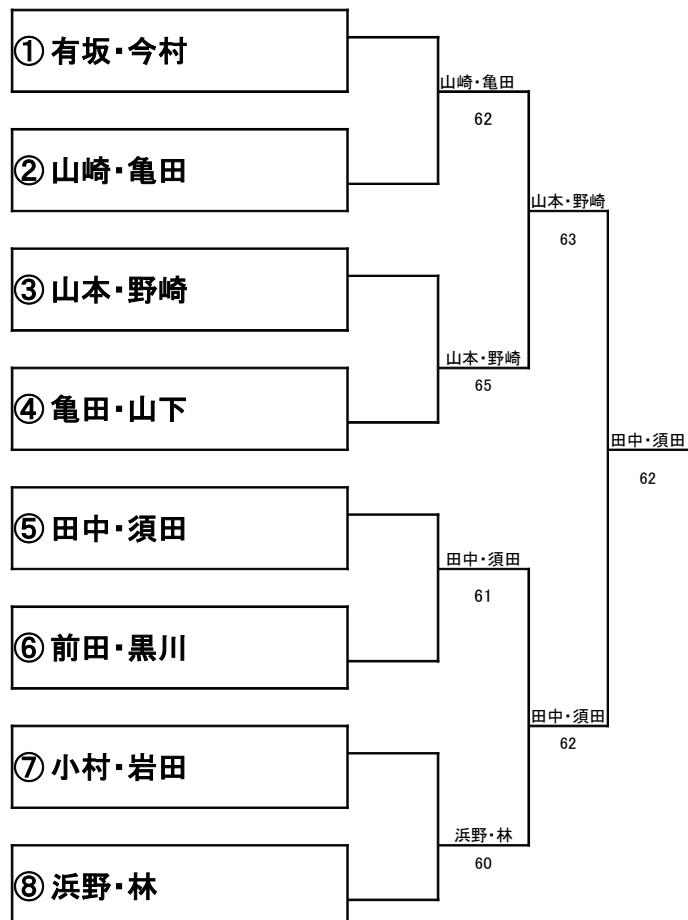 ① 有坂・今村
山崎・亀田
62
② 山崎・亀田
山本・野崎
63
③ 山本・野崎
山本・野崎
65
④ 亀田・山下
田中・須田
62
⑤ 田中・須田
田中・須田
61
⑥ 前田・黒川
田中・須田
62
⑦ 小村・岩田
浜野・林
60
⑧ 浜野・林